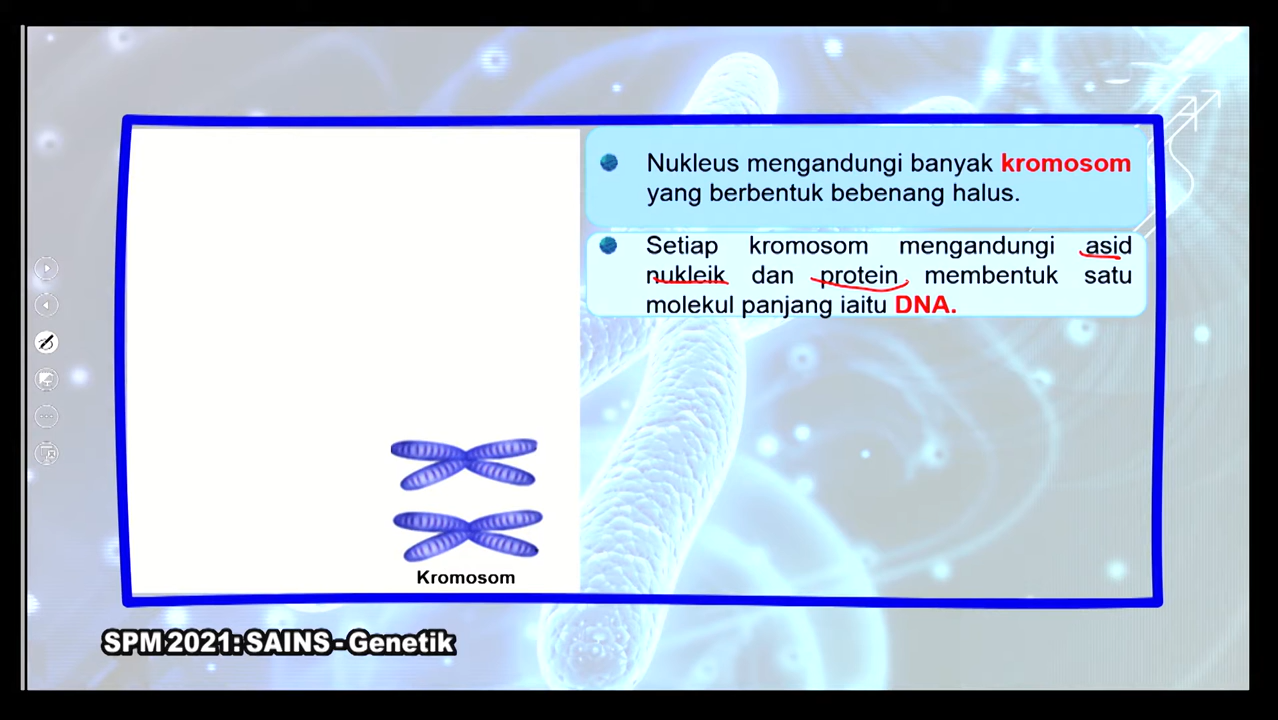 Nukleus mengandungi banyak kromosom
yang berbentuk bebenang halus.
Setiap kromosom mengandungi asid
nukleik dan protein membentuk satu
molekul panjang iaitu DNA.
Kromosom
SPM 2021: SAINS - Genetik